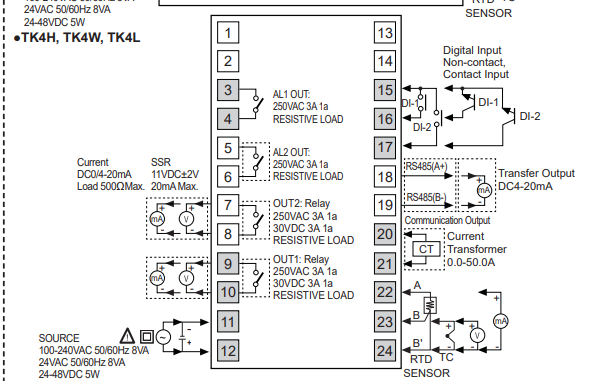 24VAC 50/60Hz 8VA
24-48VDC 5W
RTD TC
SENSOR
●TK4H, TK4W, TK4L
1
13
2
14
Digital Input
Non-contact,
Contact Input
3
15
AL1 OUT:
250VAC 3A 1a
RESISTIVE LOAD
DI-1
DI-1
DI-2
4
16
DI-2
5
17
AL2 OUT:
250VAC 3A 1a
RESISTIVE LOAD
Current
DC0/4-20mA
Load 500ΩMax.
SSR
11VDC±2V
20mA Max.
6
18
RS485(A+)
+
mA
-
Transfer Output
DC4-20mA
7
19
RS485(B-)
OUT2: Relay
250VAC 3A 1a
30VDC 3A 1a
RESISTIVE LOAD
+
mA
-
+
V
-
Communication Output
8
20
Current
Transformer
0.0-50.0A
CT
9
21
OUT1: Relay
250VAC 3A 1a
30VDC 3A 1a
RESISTIVE LOAD
+
mA
-
+
V
-
10
22
A
11
23
B
+
+
+
V
mA
12
24
B'
-
-
-
RTD
SENSOR
TC
SOURCE
100-240VAC 50/60Hz 8VA
24VAC 50/60Hz 8VA
24-48VDC 5W
~
-
+